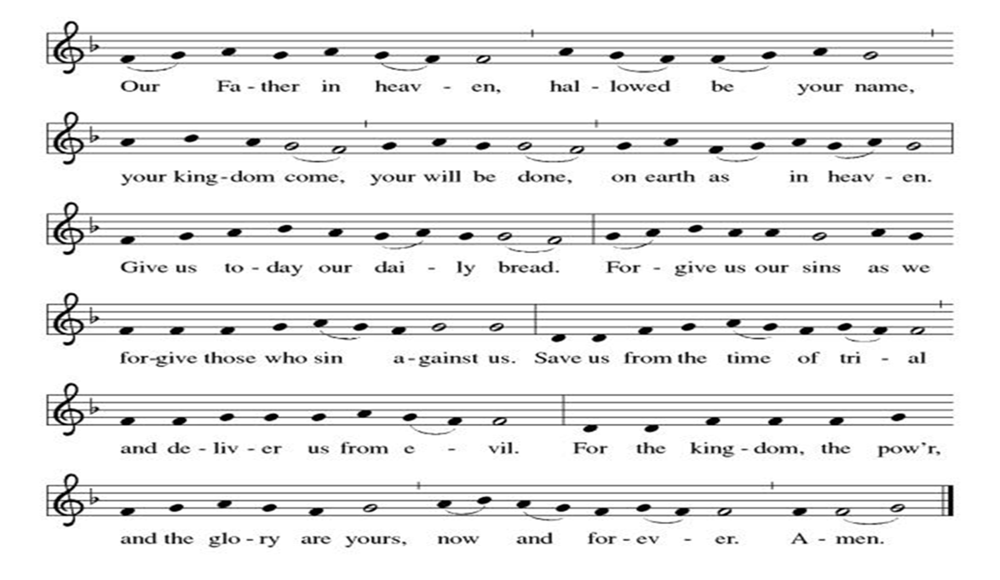 Our Fa - ther in heav - en, hal - lowed be your name,
your king - dom come, your will be done, on earth as in heav - en.
Give us to - day our dai - ly bread. For - give us our sins as we
for - give those who sin a - gainst us. Save us from the time of tri - al
and de - liv - er us from e - vil. For the king - dom, the pow'r,
and the glo - ry are yours, now and for - ev - er. A - men.